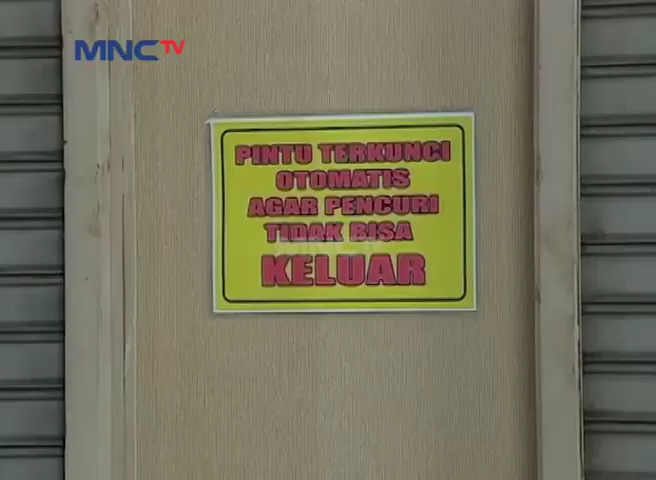 MNCTV
PINTU TERKUNCI
OTOMATIS
AGAR PENCURI
TIDAK BISA
KELUAR